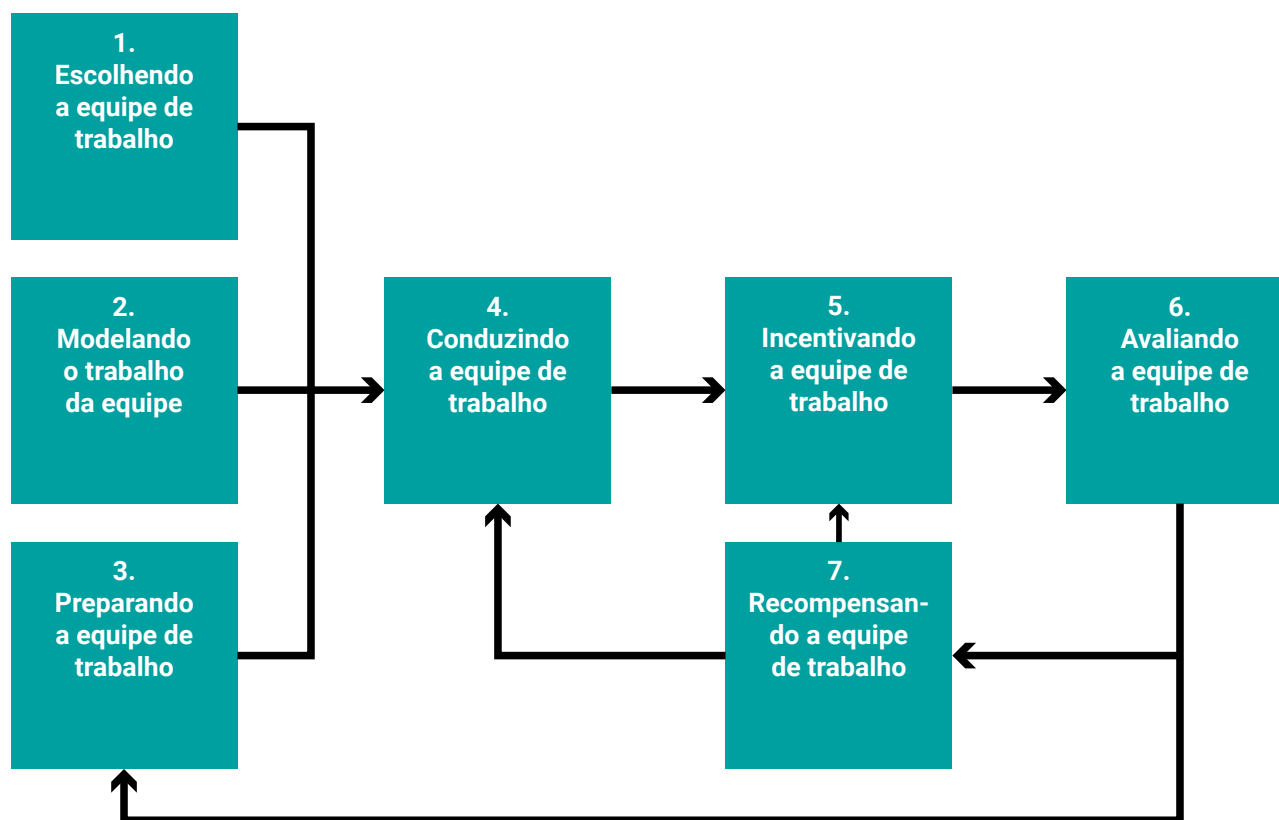 1.
Escolhendo
a equipe de
trabalho
2.
Modelando
o trabalho
da equipe
3.
Preparando
a equipe de
trabalho
4.
Conduzindo
a equipe de
trabalho
5.
Incentivando
a equipe de
trabalho
6.
Avaliando
a equipe de
trabalho
7.
Recompensan-
do a equipe
de trabalho